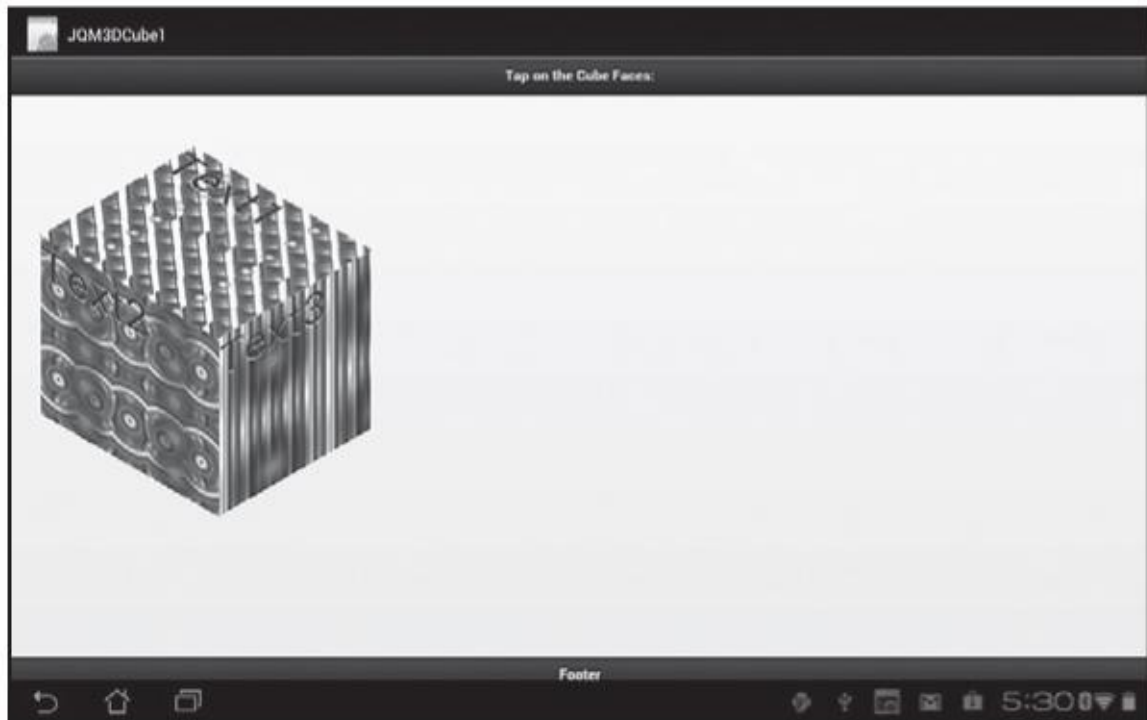 JQM3DCube1
Tap on the Cube Faces:
Text1
Text2
Text3
Footer
5:30